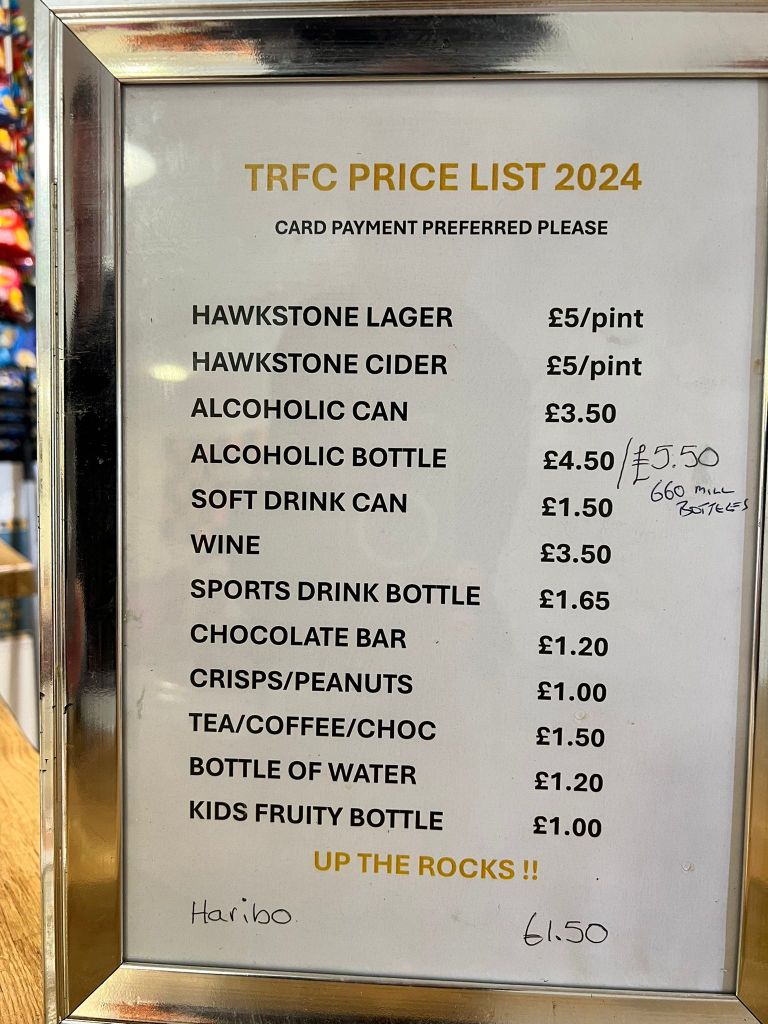 TRFC PRICE LIST 2024
CARD PAYMENT PREFERRED PLEASE
HAWKSTONE LAGER £5/pint
HAWKSTONE CIDER £5/pint
ALCOHOLIC CAN £3.50
ALCOHOLIC BOTTLE £4.50/£5.50
660 MILL
BOTTELES
SOFT DRINK CAN £1.50
WINE £3.50
SPORTS DRINK BOTTLE £1.65
CHOCOLATE BAR £1.20
CRISPS/PEANUTS £1.00
TEA/COFFEE/CHOC £1.50
BOTTLE OF WATER £1.20
KIDS FRUITY BOTTLE £1.00
UP THE ROCKS !!
Haribo £1.50